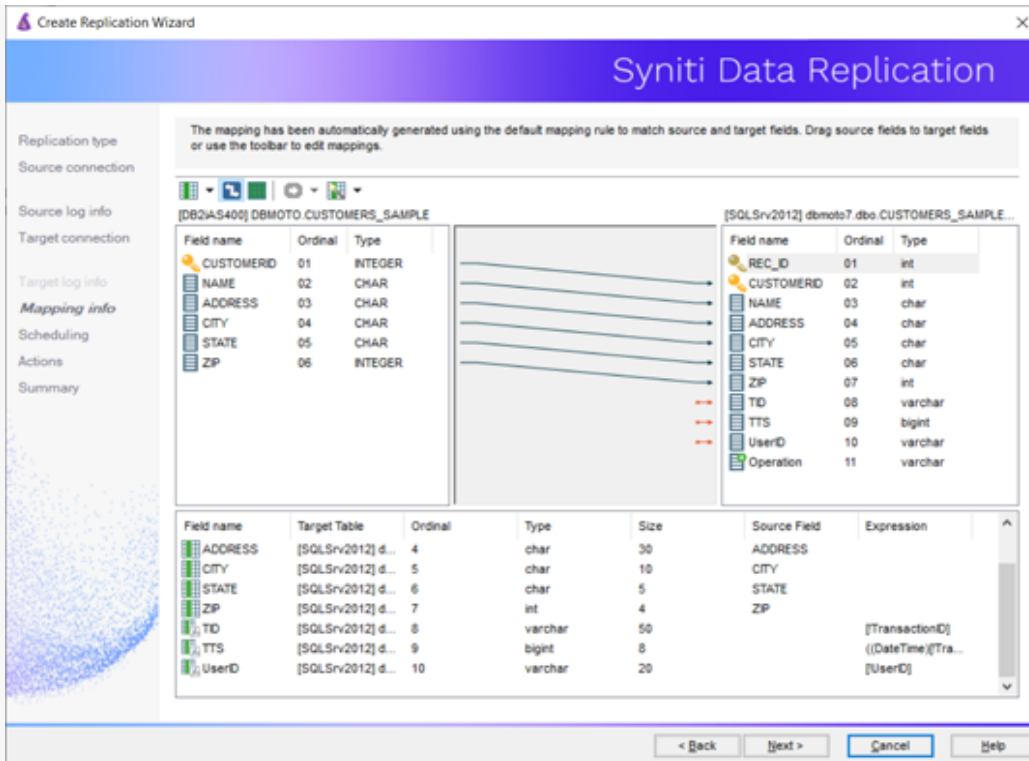 Create Replication Wizard
Syniti Data Replication
Replication type
Source connection
Source log info
Target connection
Target log info
Mapping info
Scheduling
Actions
Summary
The mapping has been automatically generated using the default mapping rule to match source and target fields. Drag source fields to target fields
or use the toolbar to edit mappings.
[DB2iAS400] DBMOTO.CUSTOMERS_SAMPLE
Field name Ordinal Type
CUSTOMERID 01 INTEGER
NAME 02 CHAR
ADDRESS 03 CHAR
CITY 04 CHAR
STATE 05 CHAR
ZIP 06 INTEGER
[SQLSrv2012] dbmoto7.dbo.CUSTOMERS_SAMPLE...
Field name Ordinal Type
REC_ID 01 int
CUSTOMERID 02 int
NAME 03 char
ADDRESS 04 char
CITY 05 char
STATE 06 char
ZIP 07 int
TID 08 varchar
TTS 09 bigint
UserID 10 varchar
Operation 11 varchar
Field name Target Table Ordinal Type Size Source Field Expression
ADDRESS [SQLSrv2012] d... 4 char 30 ADDRESS
CITY [SQLSrv2012] d... 5 char 10 CITY
STATE [SQLSrv2012] d... 6 char 5 STATE
ZIP [SQLSrv2012] d... 7 int 4 ZIP
TID [SQLSrv2012] d... 8 varchar 50 [!TransactionID]
TTS [SQLSrv2012] d... 9 bigint 8 ((DateTime)[!Tra...
UserID [SQLSrv2012] d... 10 varchar 20 [!UserID]
< Back Next > Cancel Help